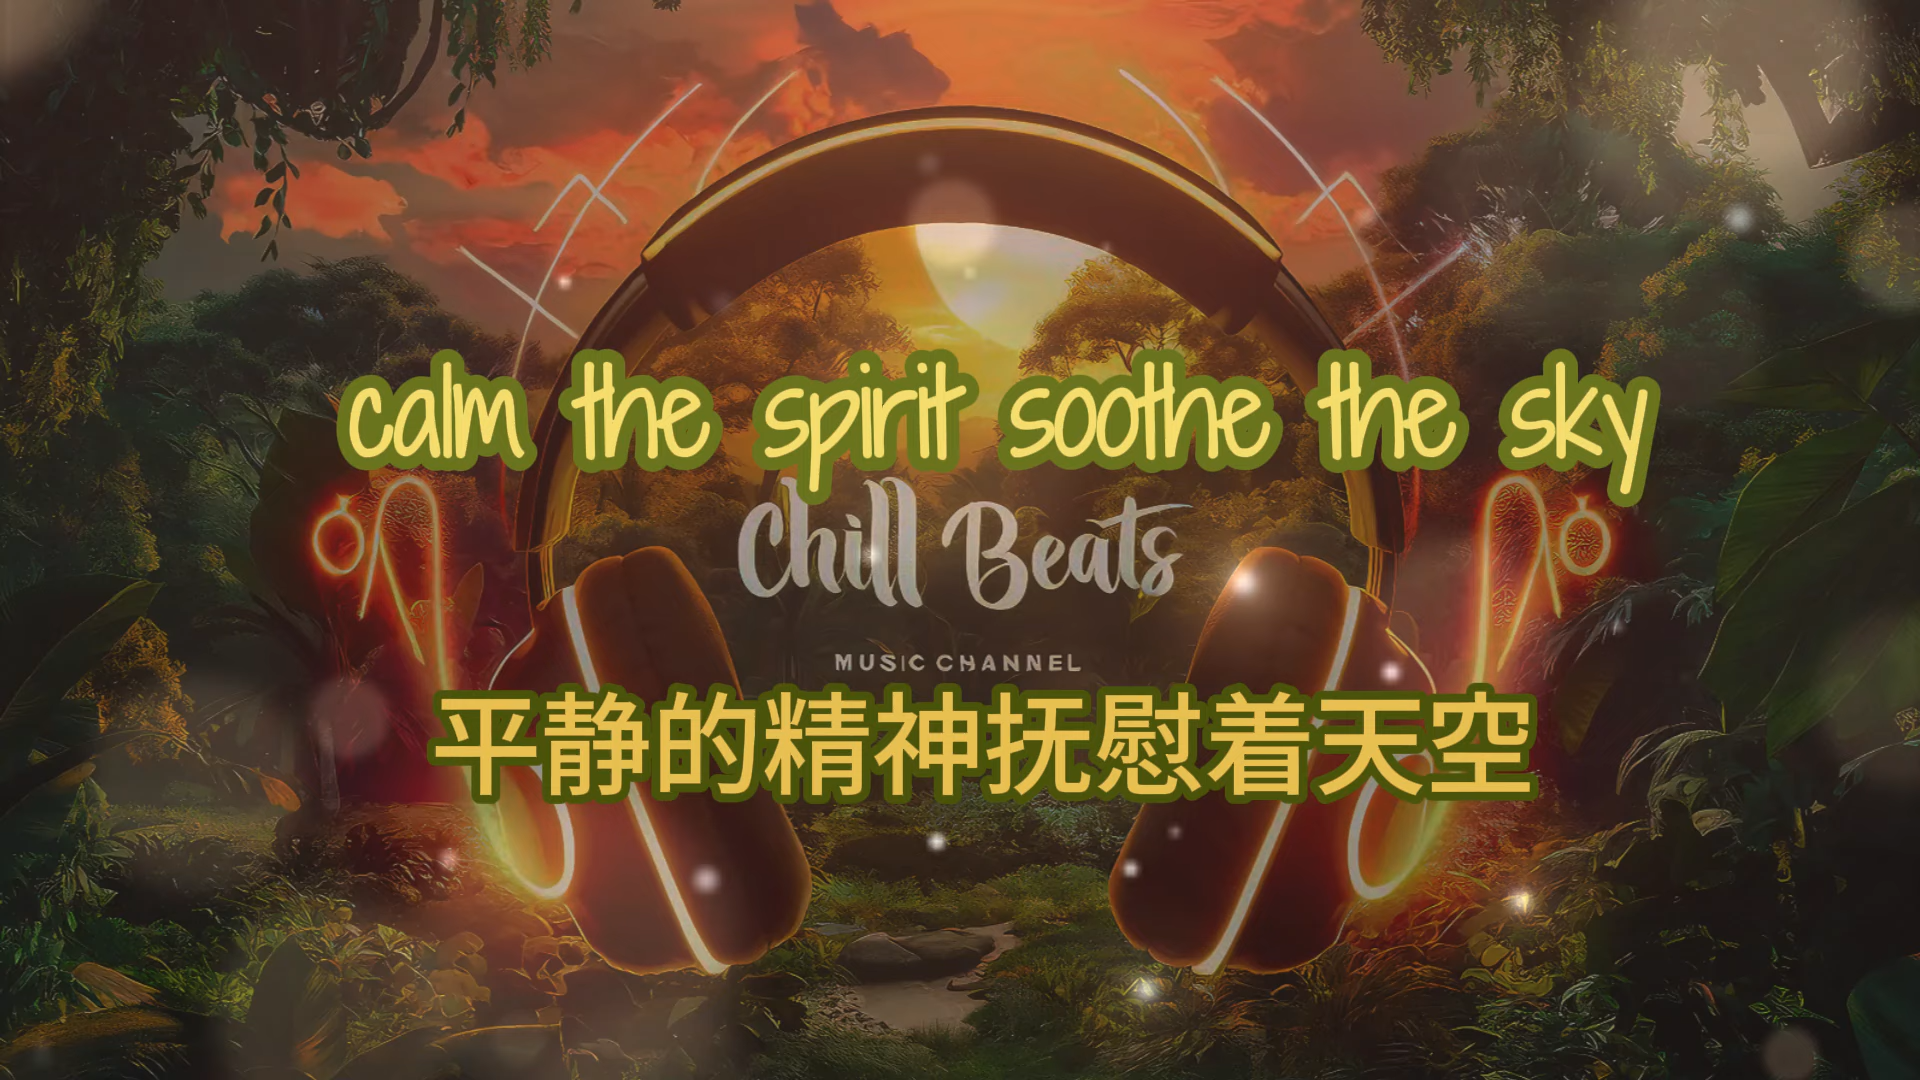 calm the spirit soothe the sky
Chill Beats
MUSIC CHANNEL
平静的精神抚慰着天空